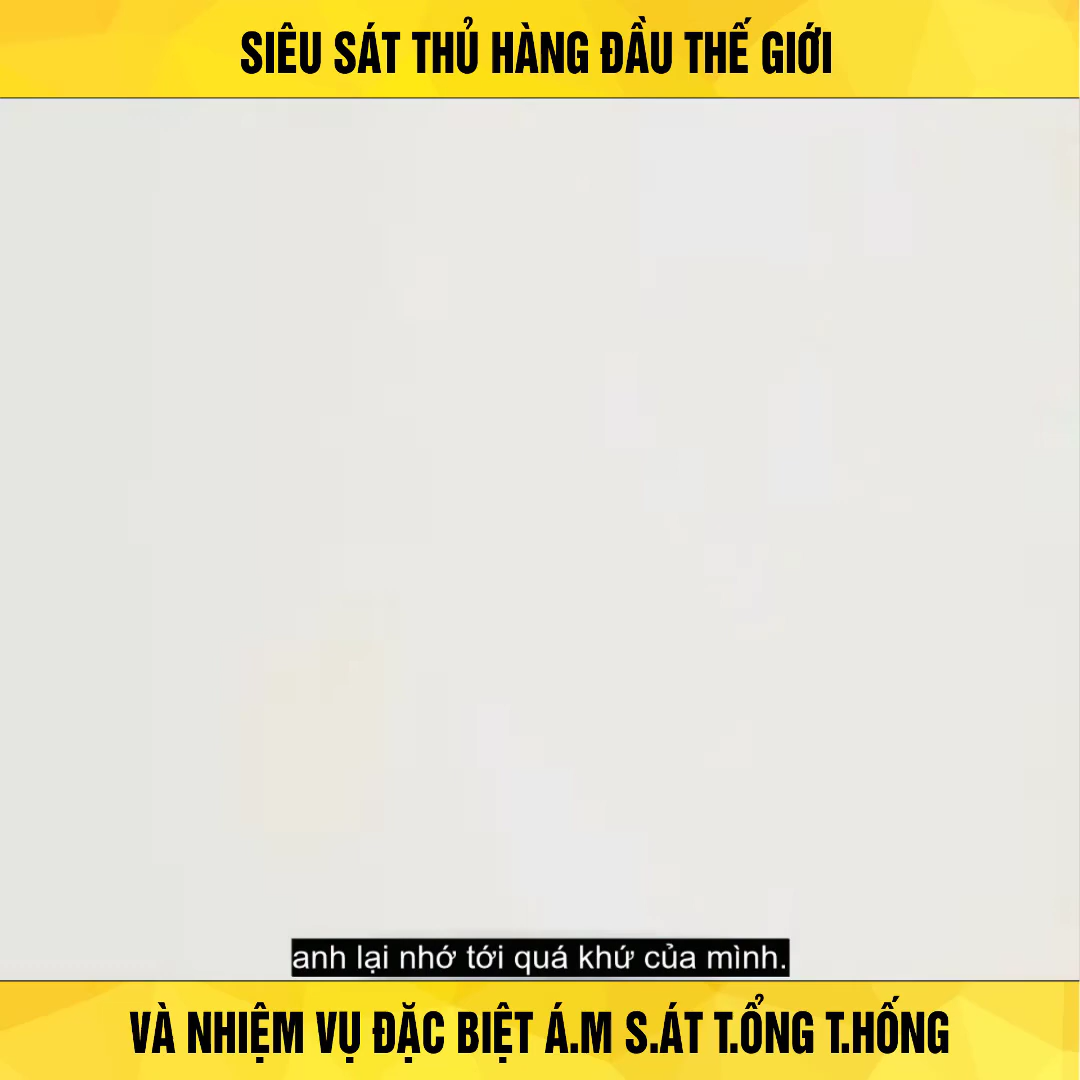 SIÊU SÁT THỦ HÀNG ĐẦU THẾ GIỚI
anh lại nhớ tới quá khứ của mình.
VÀ NHIỆM VỤ ĐẶC BIỆT Á.M S.ÁT T.ỔNG T.HỐNG